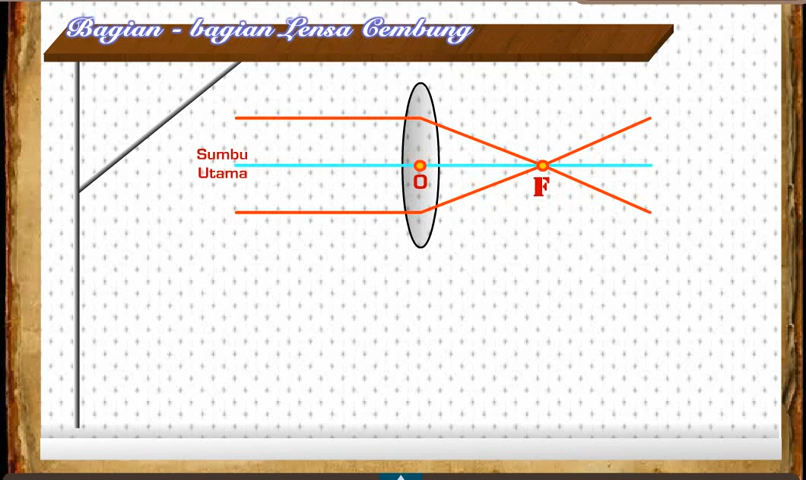 Bagian - bagian Lensa Cembung
Sumbu
Utama
O
F